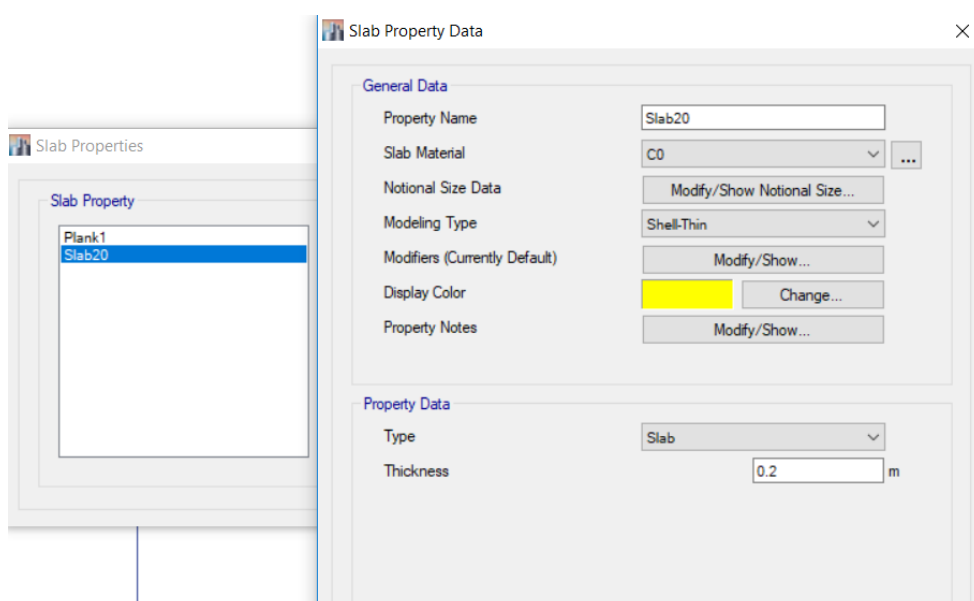 Slab Property Data
General Data
Property Name
Slab20
Slab Material
C0
...
Notional Size Data
Modify/Show Notional Size...
Modeling Type
Shell-Thin
Modifiers (Currently Default)
Modify/Show...
Display Color
Change...
Property Notes
Modify/Show...
Property Data
Type
Slab
Thickness
0.2
m
Slab Properties
Slab Property
Plank1
Slab20